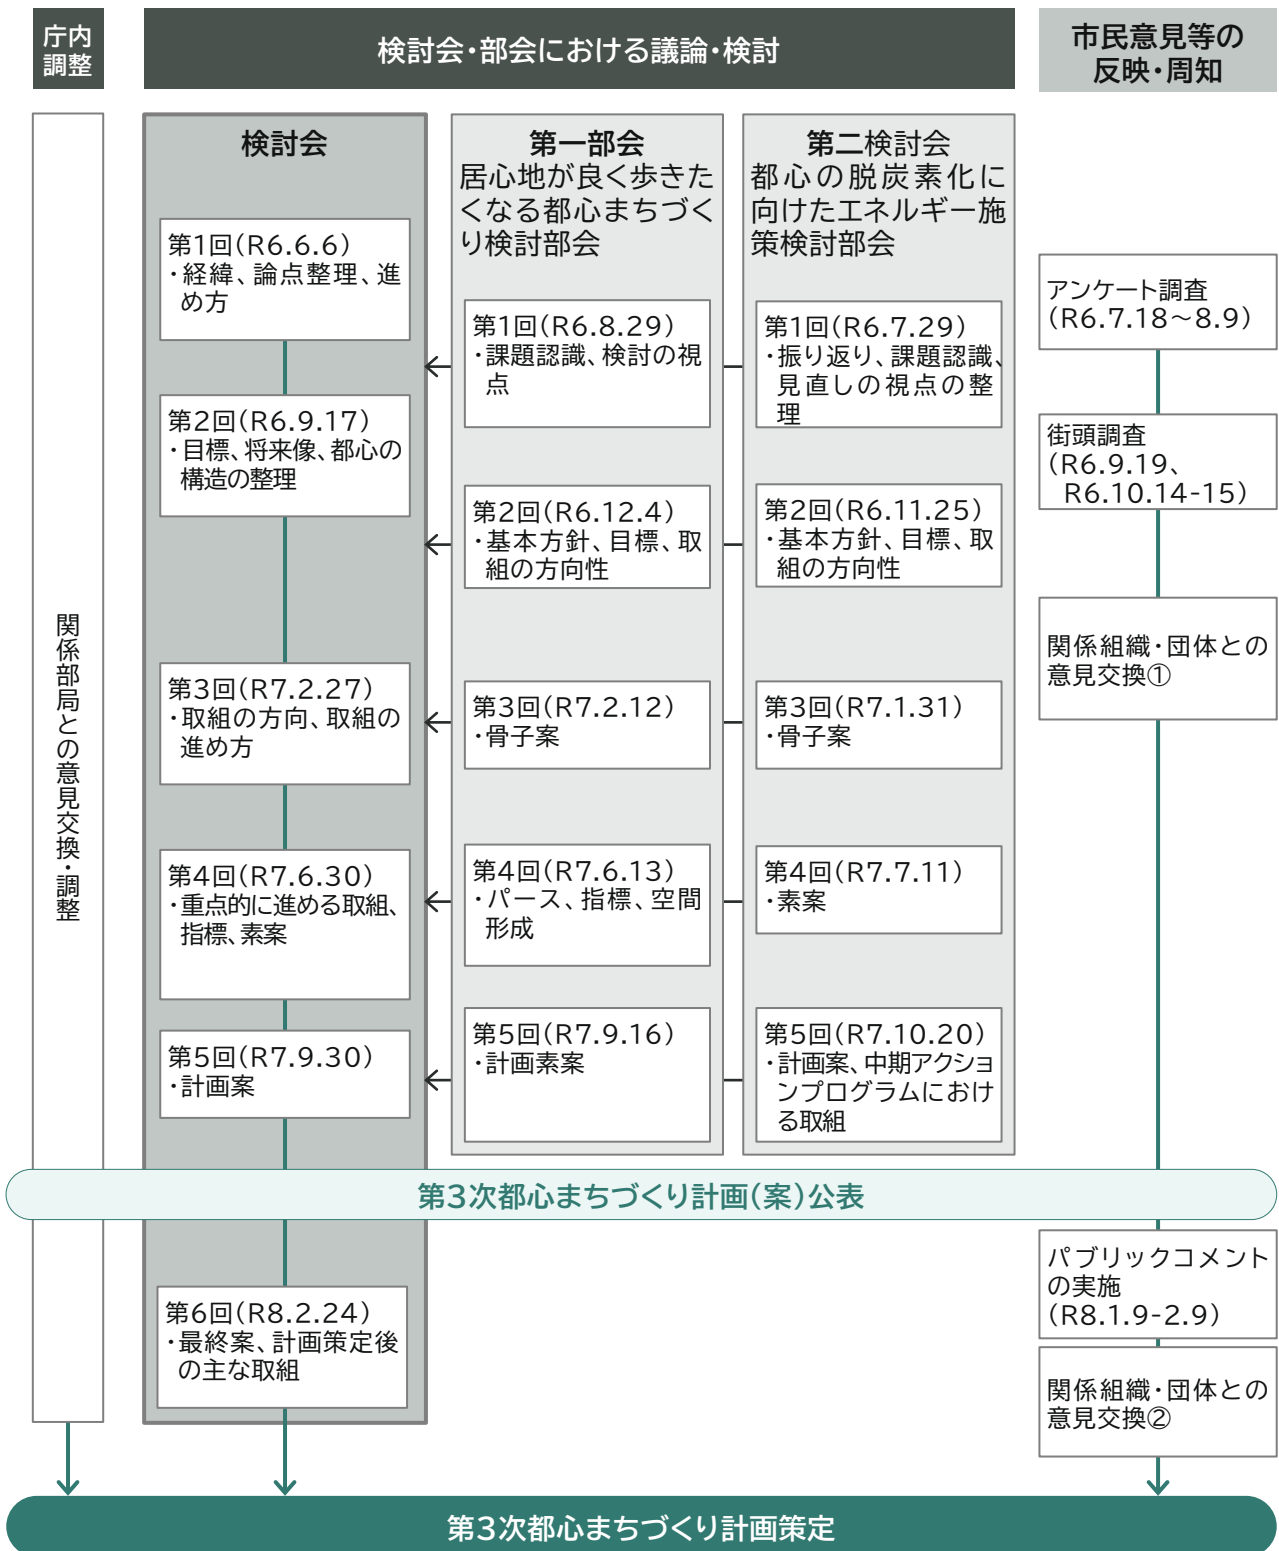 庁内
調整
検討会・部会における議論・検討
市民意見等の
反映・周知
関係部局との意見交換・調整
検討会
第1回(R6.6.6)
・経緯、論点整理、進
め方
第2回(R6.9.17)
・目標、将来像、都心の
構造の整理
第3回(R7.2.27)
・取組の方向、取組の
進め方
第4回(R7.6.30)
・重点的に進める取組、
指標、素案
第5回(R7.9.30)
・計画案
第一部会
居心地が良く歩きた
くなる都心まちづく
り検討部会
第1回(R6.8.29)
・課題認識、検討の視
点
第2回(R6.12.4)
・基本方針、目標、取
組の方向性
第3回(R7.2.12)
・骨子案
第4回(R7.6.13)
・パース、指標、空間
形成
第5回(R7.9.16)
・計画素案
第二検討会
都心の脱炭素化に
向けたエネルギー施
策検討部会
第1回(R6.7.29)
・振り返り、課題認識、
見直しの視点の整
理
第2回(R6.11.25)
・基本方針、目標、取
組の方向性
第3回(R7.1.31)
・骨子案
第4回(R7.7.11)
・素案
第5回(R7.10.20)
・計画案、中期アクショ
ンプログラムにおけ
る取組
アンケート調査
(R6.7.18~8.9)
街頭調査
(R6.9.19、
R6.10.14-15)
関係組織・団体との
意見交換①
第3次都心まちづくり計画(案)公表
第6回(R8.2.24)
・最終案、計画策定後
の主な取組
パブリックコメント
の実施
(R8.1.9-2.9)
関係組織・団体との
意見交換②
第3次都心まちづくり計画策定